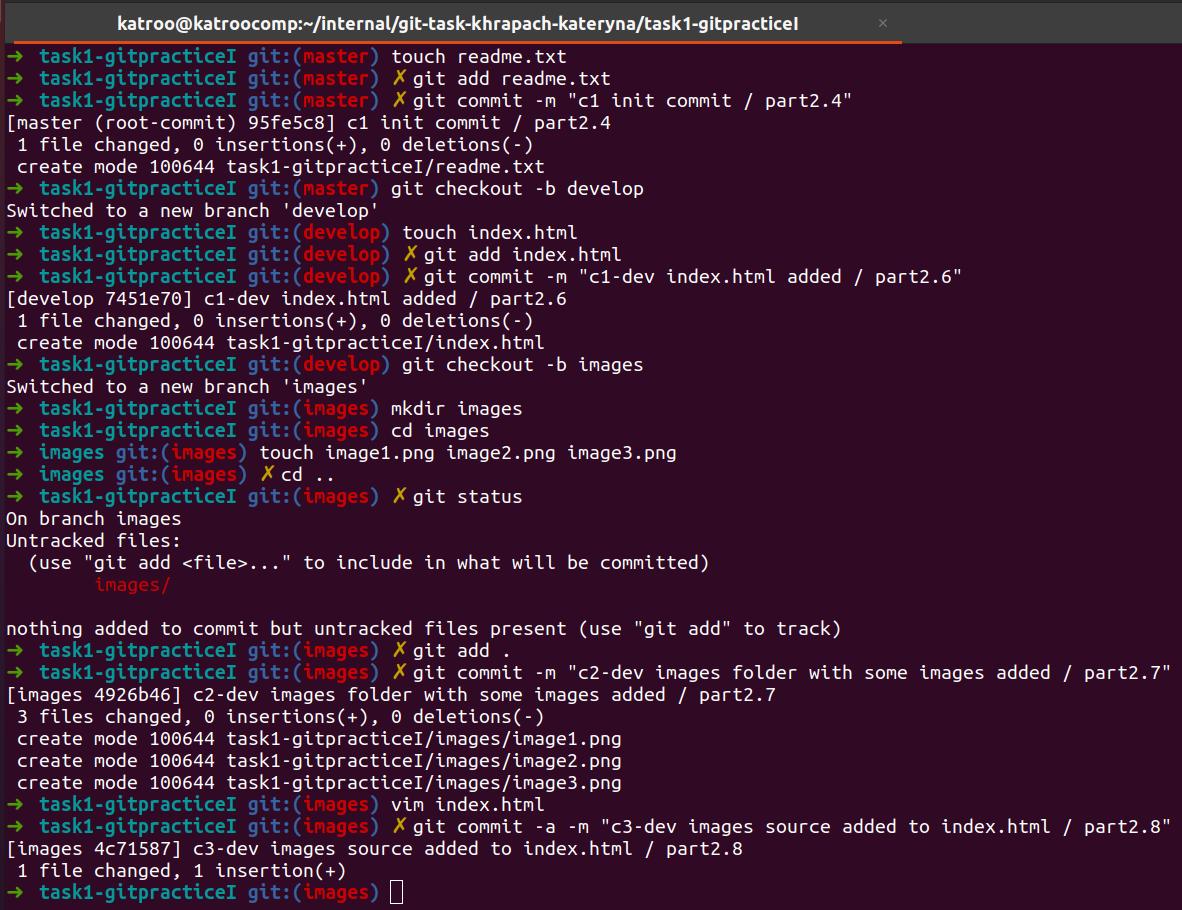 katroo@katroocomp:~/internal/git-task-khrapach-kateryna/task1-gitpracticeI ×
➜ task1-gitpracticeI git:(master) touch readme.txt
➜ task1-gitpracticeI git:(master) ✗ git add readme.txt
➜ task1-gitpracticeI git:(master) ✗ git commit -m "c1 init commit / part2.4"
[master (root-commit) 95fe5c8] c1 init commit / part2.4
 1 file changed, 0 insertions(+), 0 deletions(-)
 create mode 100644 task1-gitpracticeI/readme.txt
➜ task1-gitpracticeI git:(master) git checkout -b develop
Switched to a new branch 'develop'
➜ task1-gitpracticeI git:(develop) touch index.html
➜ task1-gitpracticeI git:(develop) ✗ git add index.html
➜ task1-gitpracticeI git:(develop) ✗ git commit -m "c1-dev index.html added / part2.6"
[develop 7451e70] c1-dev index.html added / part2.6
 1 file changed, 0 insertions(+), 0 deletions(-)
 create mode 100644 task1-gitpracticeI/index.html
➜ task1-gitpracticeI git:(develop) git checkout -b images
Switched to a new branch 'images'
➜ task1-gitpracticeI git:(images) mkdir images
➜ task1-gitpracticeI git:(images) cd images
➜ images git:(images) touch image1.png image2.png image3.png
➜ images git:(images) ✗ cd ..
➜ task1-gitpracticeI git:(images) ✗ git status
On branch images
Untracked files:
  (use "git add <file>..." to include in what will be committed)
        images/
nothing added to commit but untracked files present (use "git add" to track)
➜ task1-gitpracticeI git:(images) ✗ git add .
➜ task1-gitpracticeI git:(images) ✗ git commit -m "c2-dev images folder with some images added / part2.7"
[images 4926b46] c2-dev images folder with some images added / part2.7
 3 files changed, 0 insertions(+), 0 deletions(-)
 create mode 100644 task1-gitpracticeI/images/image1.png
 create mode 100644 task1-gitpracticeI/images/image2.png
 create mode 100644 task1-gitpracticeI/images/image3.png
➜ task1-gitpracticeI git:(images) vim index.html
➜ task1-gitpracticeI git:(images) ✗ git commit -a -m "c3-dev images source added to index.html / part2.8"
[images 4c71587] c3-dev images source added to index.html / part2.8
 1 file changed, 1 insertion(+)
➜ task1-gitpracticeI git:(images)